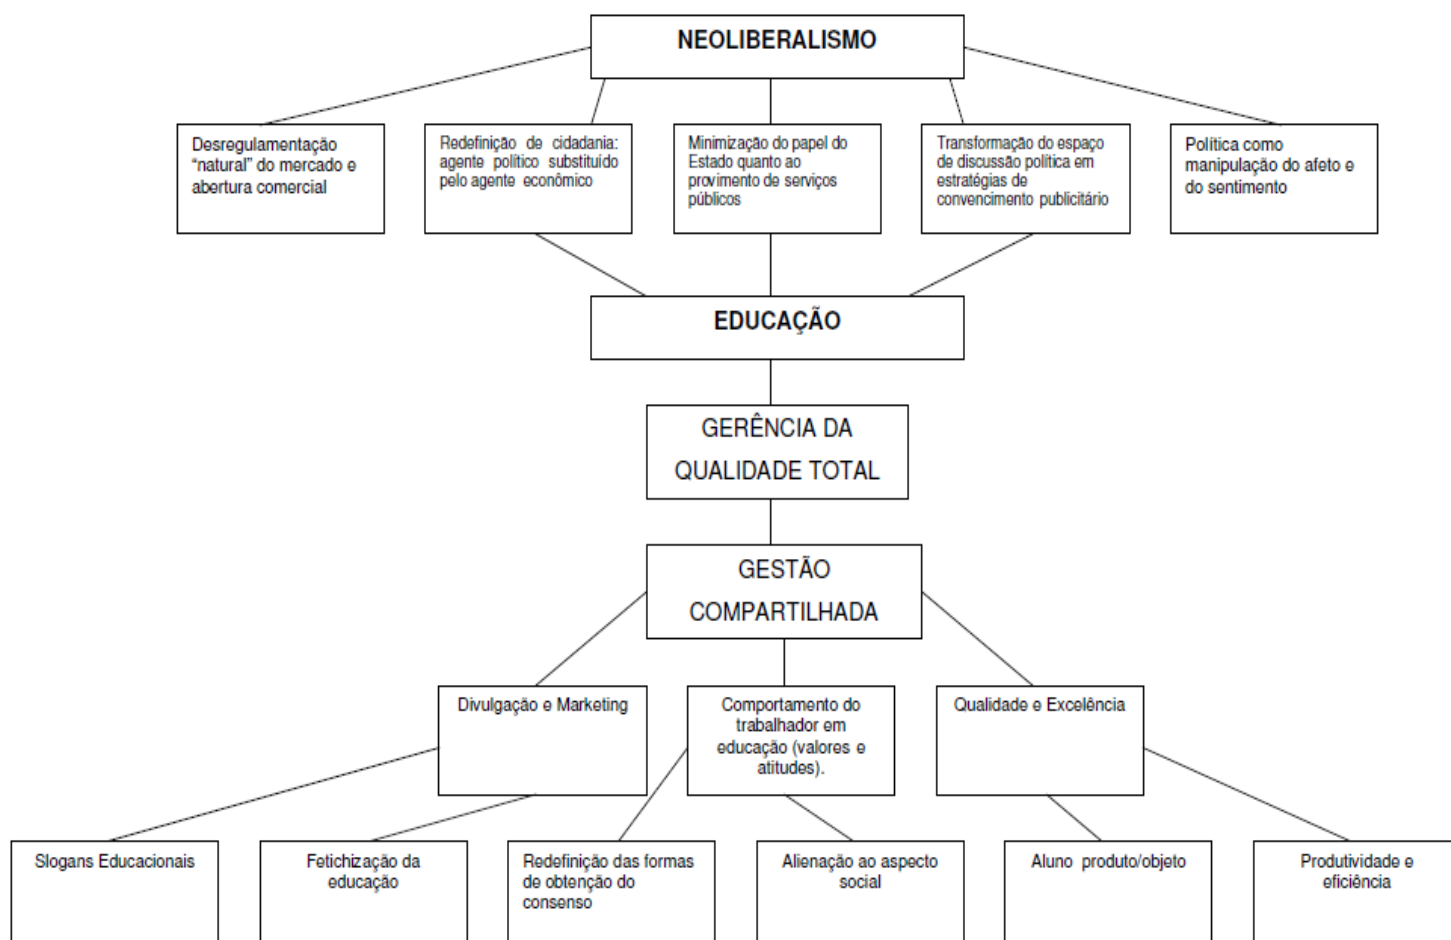 NEOLIBERALISMO
Desregulamentação
“natural” do mercado e
abertura comercial
Redefinição de cidadania:
agente político substituído
pelo agente econômico
Minimização do papel do
Estado quanto ao
provimento de serviços
públicos
Transformação do espaço
de discussão política em
estratégias de
convencimento publicitário
Política como
manipulação do afeto e
do sentimento
EDUCAÇÃO
GERÊNCIA DA
QUALIDADE TOTAL
GESTÃO
COMPARTILHADA
Divulgação e Marketing
Comportamento do
trabalhador em
educação (valores e
atitudes).
Qualidade e Excelência
Slogans Educacionais
Fetichização da
educação
Redefinição das formas
de obtenção do
consenso
Alienação ao aspecto
social
Aluno produto/objeto
Produtividade e
eficiência